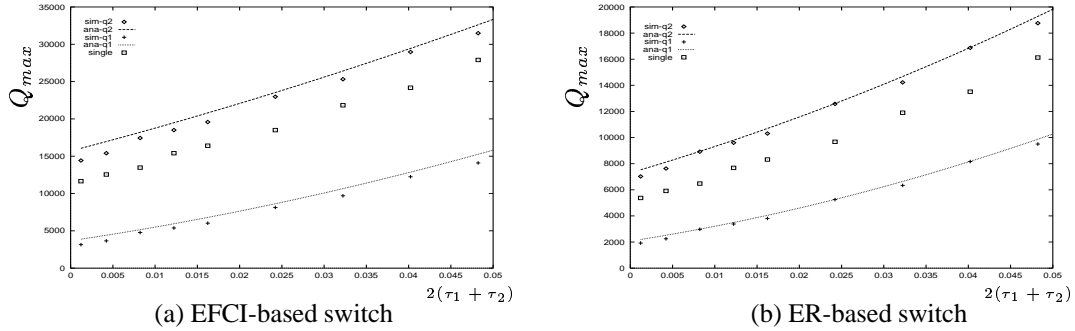 sim-q2
ana-q2
sim-q1
ana-q1
single
35000
30000
25000
20000
15000
10000
5000
0
Q_max
0 0.005 0.01 0.015 0.02 0.025 0.03 0.035 0.04 0.045 0.05
2(τ1 + τ2)
(a) EFCI-based switch
sim-q2
ana-q2
sim-q1
ana-q1
single
20000
18000
16000
14000
12000
10000
8000
6000
4000
2000
0
Q_max
0 0.005 0.01 0.015 0.02 0.025 0.03 0.035 0.04 0.045 0.05
2(τ1 + τ2)
(b) ER-based switch